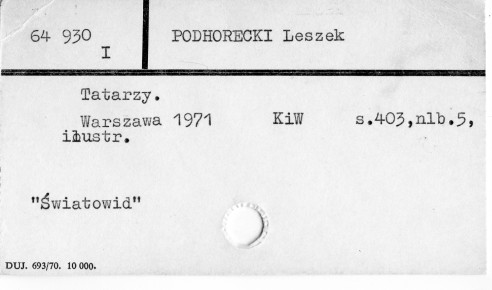 64 930
I
PODHORECKI Leszek
Tatarzy.
Warszawa 1971 KiW s.403,nlb.5,
ilustr.
"Światowid"
DUJ. 693/70. 10 000.